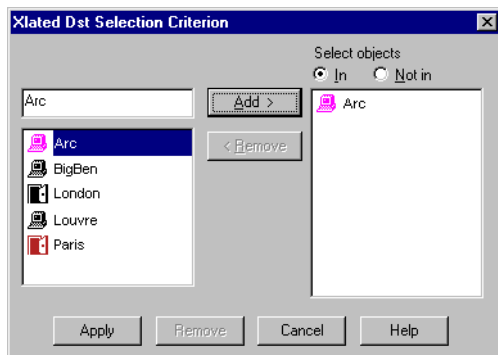 Xlated Dst Selection Criterion
Select objects
In
Not in
Arc
Add >
Arc
< Remove
Arc
BigBen
London
Louvre
Paris
Apply
Remove
Cancel
Help